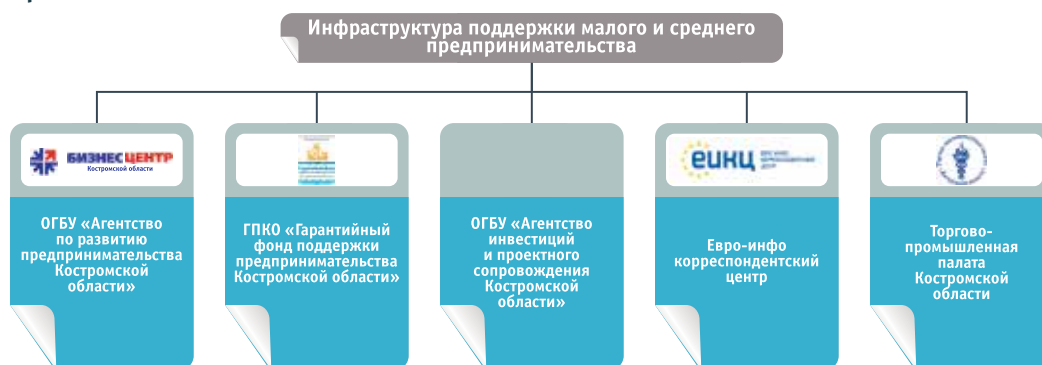 Инфраструктура поддержки малого и среднего
предпринимательства
БИЗНЕС ЦЕНТР
Костромской области
ОГБУ «Агентство
по развитию
предпринимательства
Костромской
области»
ГПКО «Гарантийный
фонд поддержки
предпринимательства
Костромской области»
ОГБУ «Агентство
инвестиций
и проектного
сопровождения
Костромской
области»
еикц
Евро-инфо
корреспондентский
центр
Торгово-
промышленная
палата
Костромской
области